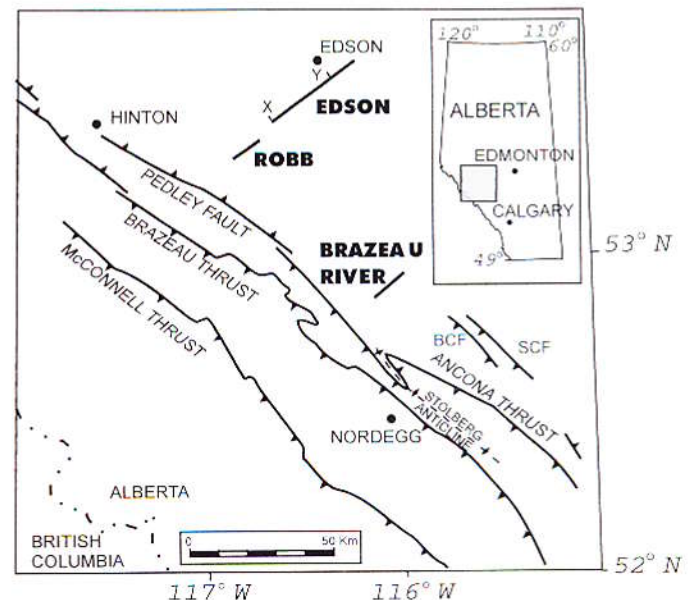 EDSON
Y
X
EDSON
HINTON
ROBB
PEDLEY FAULT
BRAZEAU THRUST
McCONNELL THRUST
BRAZEAU
RIVER
120°
110°
60°
ALBERTA
EDMONTON
CALGARY
49°
53° N
BCF
SCF
ANCONA THRUST
STOLBERG
ANTICLINE
NORDEGG
ALBERTA
BRITISH
COLUMBIA
0
50 Km
52° N
117° W
116° W